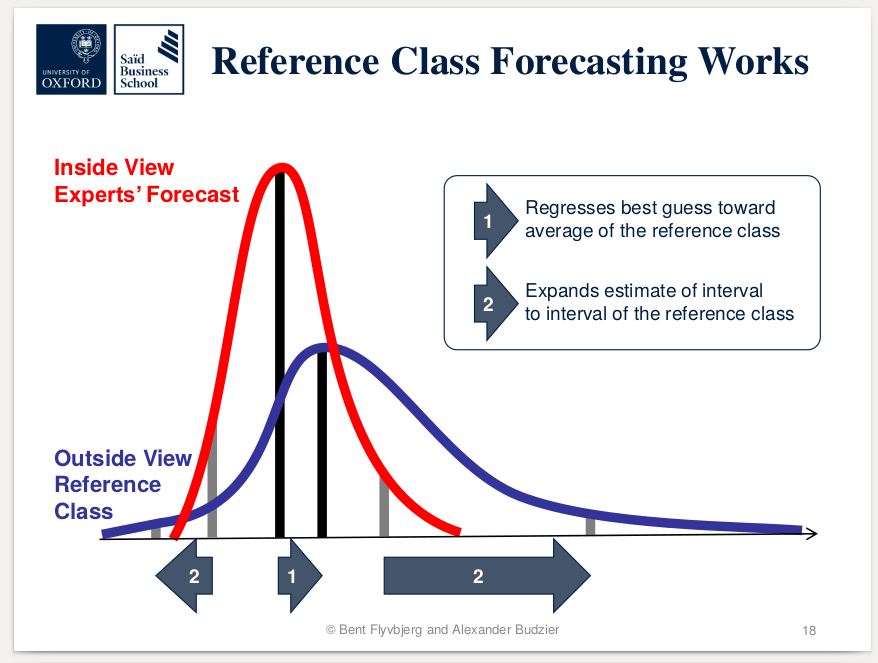 UNIVERSITY OF
OXFORD
Saïd
Business
School
Reference Class Forecasting Works
Inside View
Experts’ Forecast
1
Regresses best guess toward
average of the reference class
2
Expands estimate of interval
to interval of the reference class
Outside View
Reference
Class
2
1
2
© Bent Flyvbjerg and Alexander Budzier
18